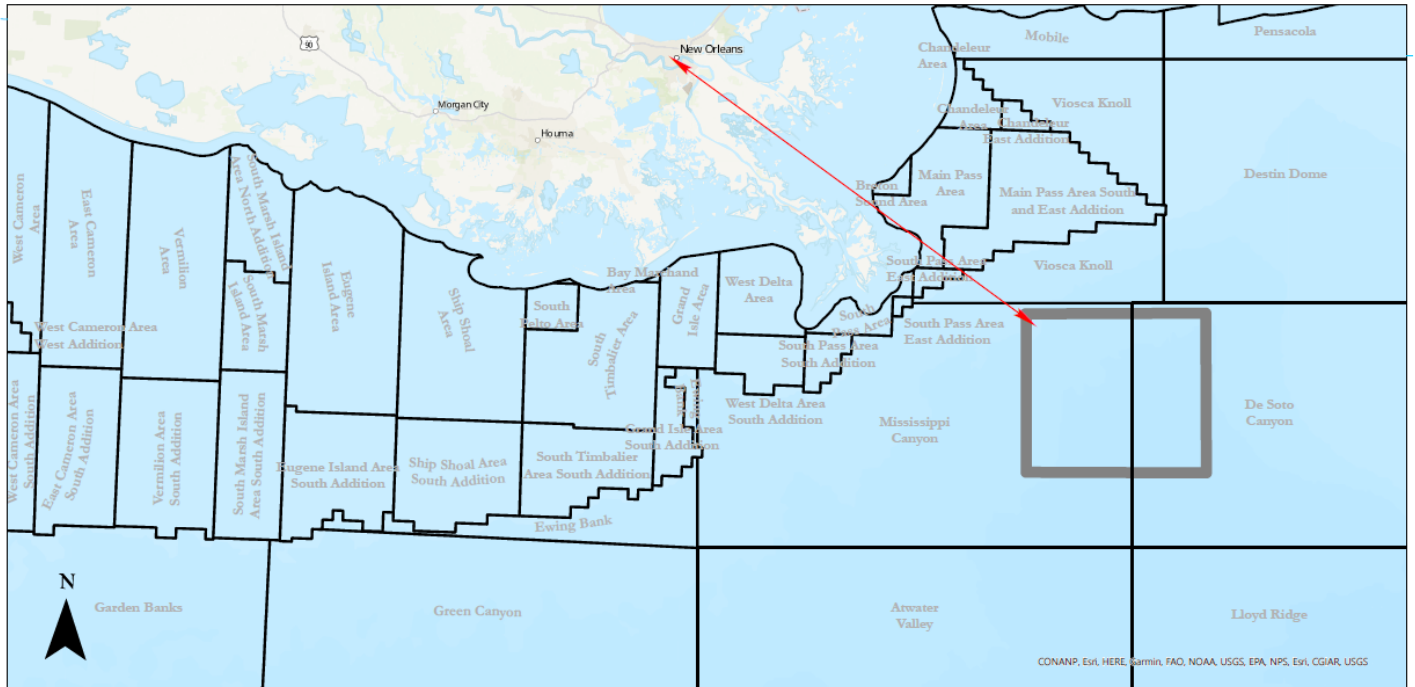 Mobile
Pensacola
Chandeleur
Area
90
New Orleans
Viosca Knoll
Morgan City
Chandeleur
Area
Chandeleur
East Addition
Houma
Main Pass
Area
Destin Dome
Breton
Sound Area
Main Pass Area South
and East Addition
West Cameron
Area
East Cameron
Area
Vermilion
Area
South Marsh Island
Area North Addition
South Marsh
Island Area
Eugene
Island Area
Ship Shoal
Area
South
Pelto Area
Bay Marchand
Area
South
Timbalier Area
Grand
Isle Area
West Delta
Area
South Pass Area
East Addition
Viosca Knoll
South
Pass Area
South Pass Area
East Addition
West Cameron Area
West Addition
South Pass Area
South Addition
West Delta Area
South Addition
Mississippi
Canyon
De Soto
Canyon
Ewing
Bank
Grand Isle Area
South Addition
West Cameron Area
South Addition
East Cameron Area
South Addition
Vermilion Area
South Addition
South Marsh Island
Area South Addition
Eugene Island Area
South Addition
Ship Shoal Area
South Addition
South Timbalier
Area South Addition
Ewing Bank
N
Garden Banks
Green Canyon
Atwater
Valley
Lloyd Ridge
CONANP, Esri, HERE, Garmin, FAO, NOAA, USGS, EPA, NPS, Esri, CGIAR, USGS